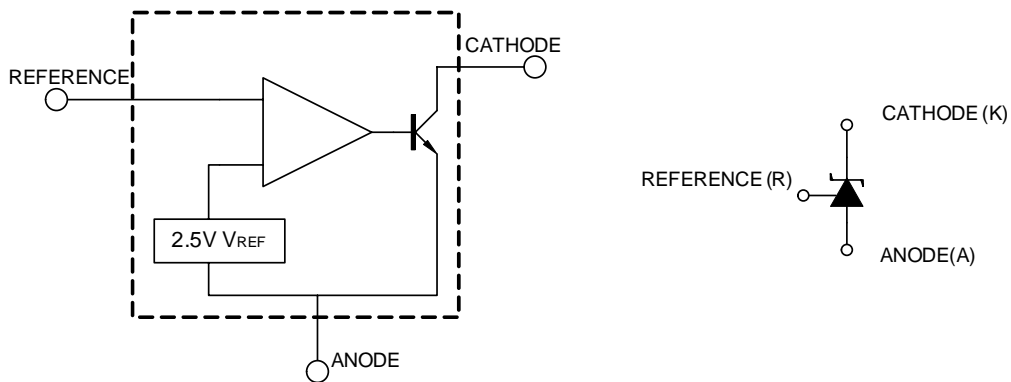 CATHODE
REFERENCE
2.5V VREF
ANODE
CATHODE (K)
REFERENCE (R)
ANODE(A)